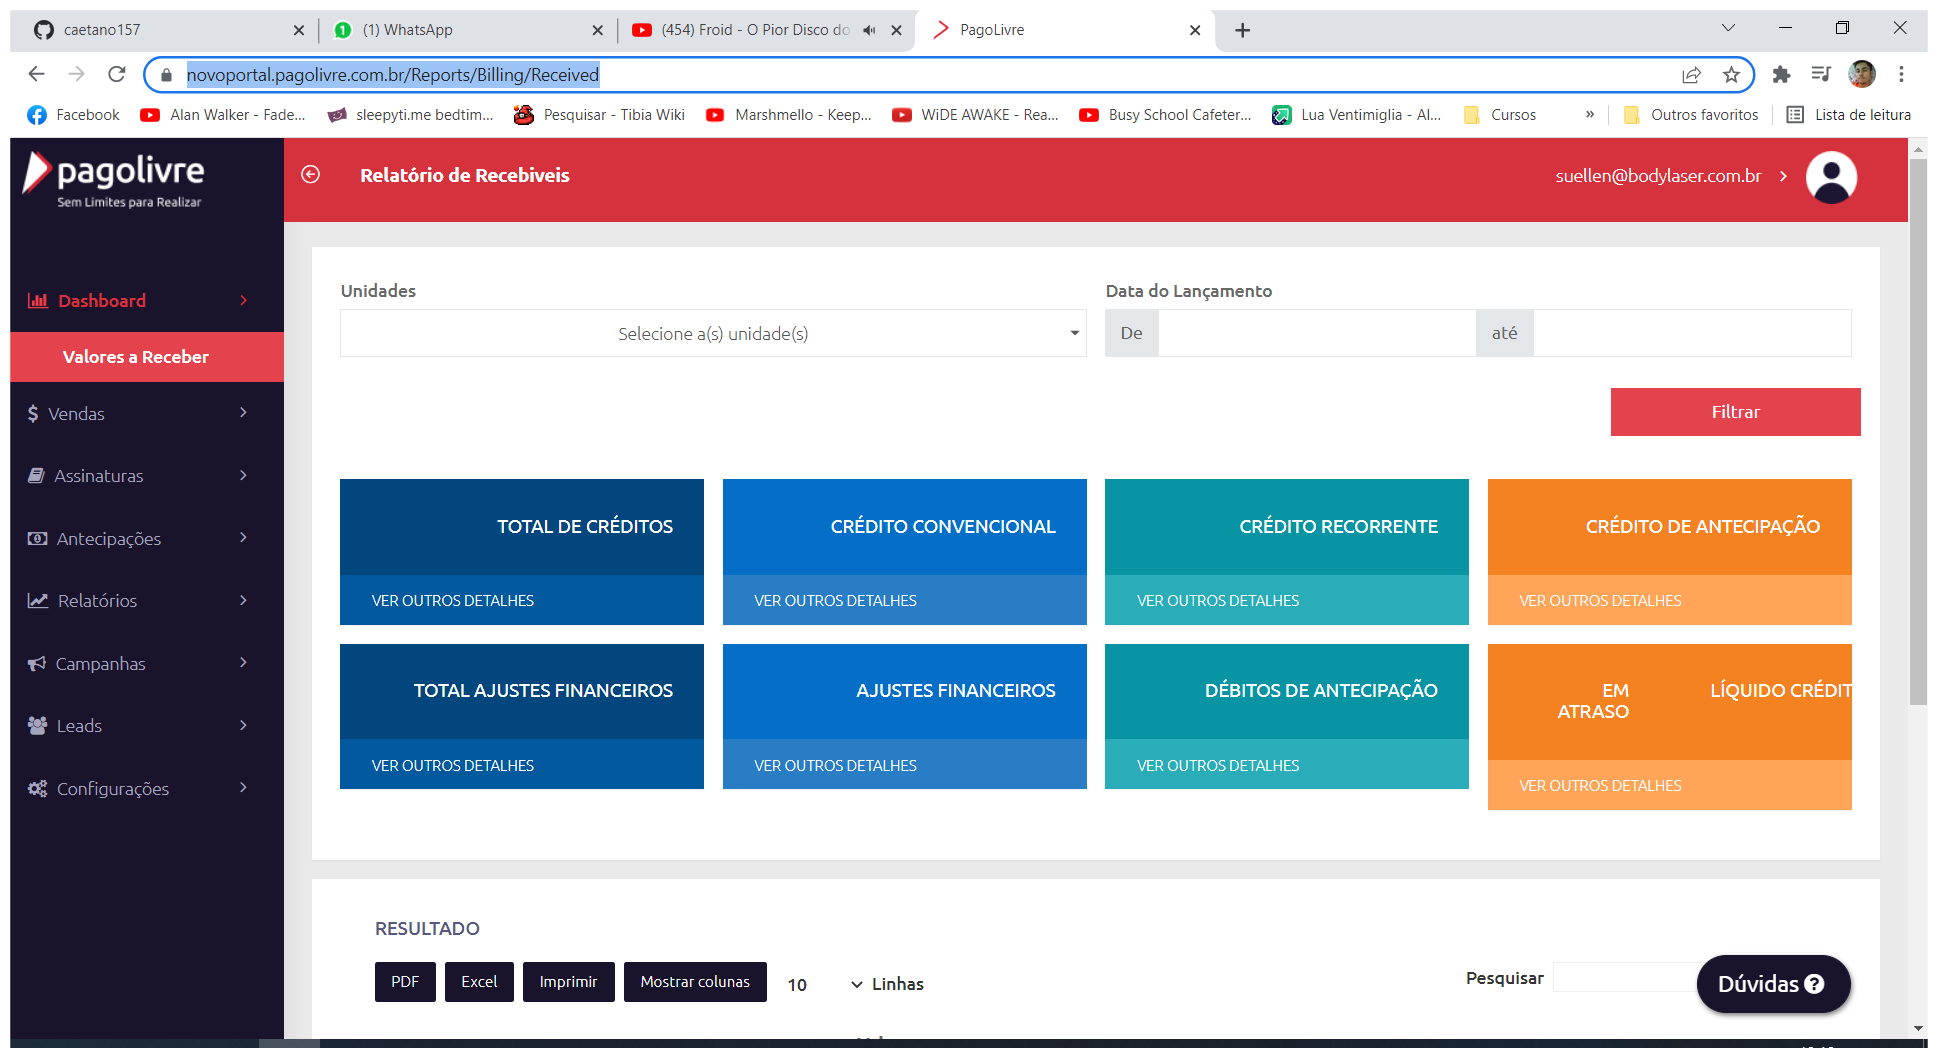 caetano157
(1) WhatsApp
(454) Froid - O Pior Disco do
PagoLivre
novoportal.pagolivre.com.br/Reports/Billing/Received
Facebook
Alan Walker - Fade...
sleepyti.me bedtim...
Pesquisar - Tibia Wiki
Marshmello - Keep...
WiDE AWAKE - Rea...
Busy School Cafeter...
Lua Ventimiglia - Al...
Cursos
»
Outros favoritos
Lista de leitura
pagolivre
Sem Limites para Realizar
Relatório de Recebiveis
suellen@bodylaser.com.br
Dashboard
Valores a Receber
Vendas
Assinaturas
Antecipações
Relatórios
Campanhas
Leads
Configurações
Unidades
Selecione a(s) unidade(s)
Data do Lançamento
De
até
Filtrar
TOTAL DE CRÉDITOS
VER OUTROS DETALHES
CRÉDITO CONVENCIONAL
VER OUTROS DETALHES
CRÉDITO RECORRENTE
VER OUTROS DETALHES
CRÉDITO DE ANTECIPAÇÃO
VER OUTROS DETALHES
TOTAL AJUSTES FINANCEIROS
VER OUTROS DETALHES
AJUSTES FINANCEIROS
VER OUTROS DETALHES
DÉBITOS DE ANTECIPAÇÃO
VER OUTROS DETALHES
EM
ATRASO
LÍQUIDO CRÉDIT
VER OUTROS DETALHES
RESULTADO
PDF
Excel
Imprimir
Mostrar colunas
10
Linhas
Pesquisar
Dúvidas